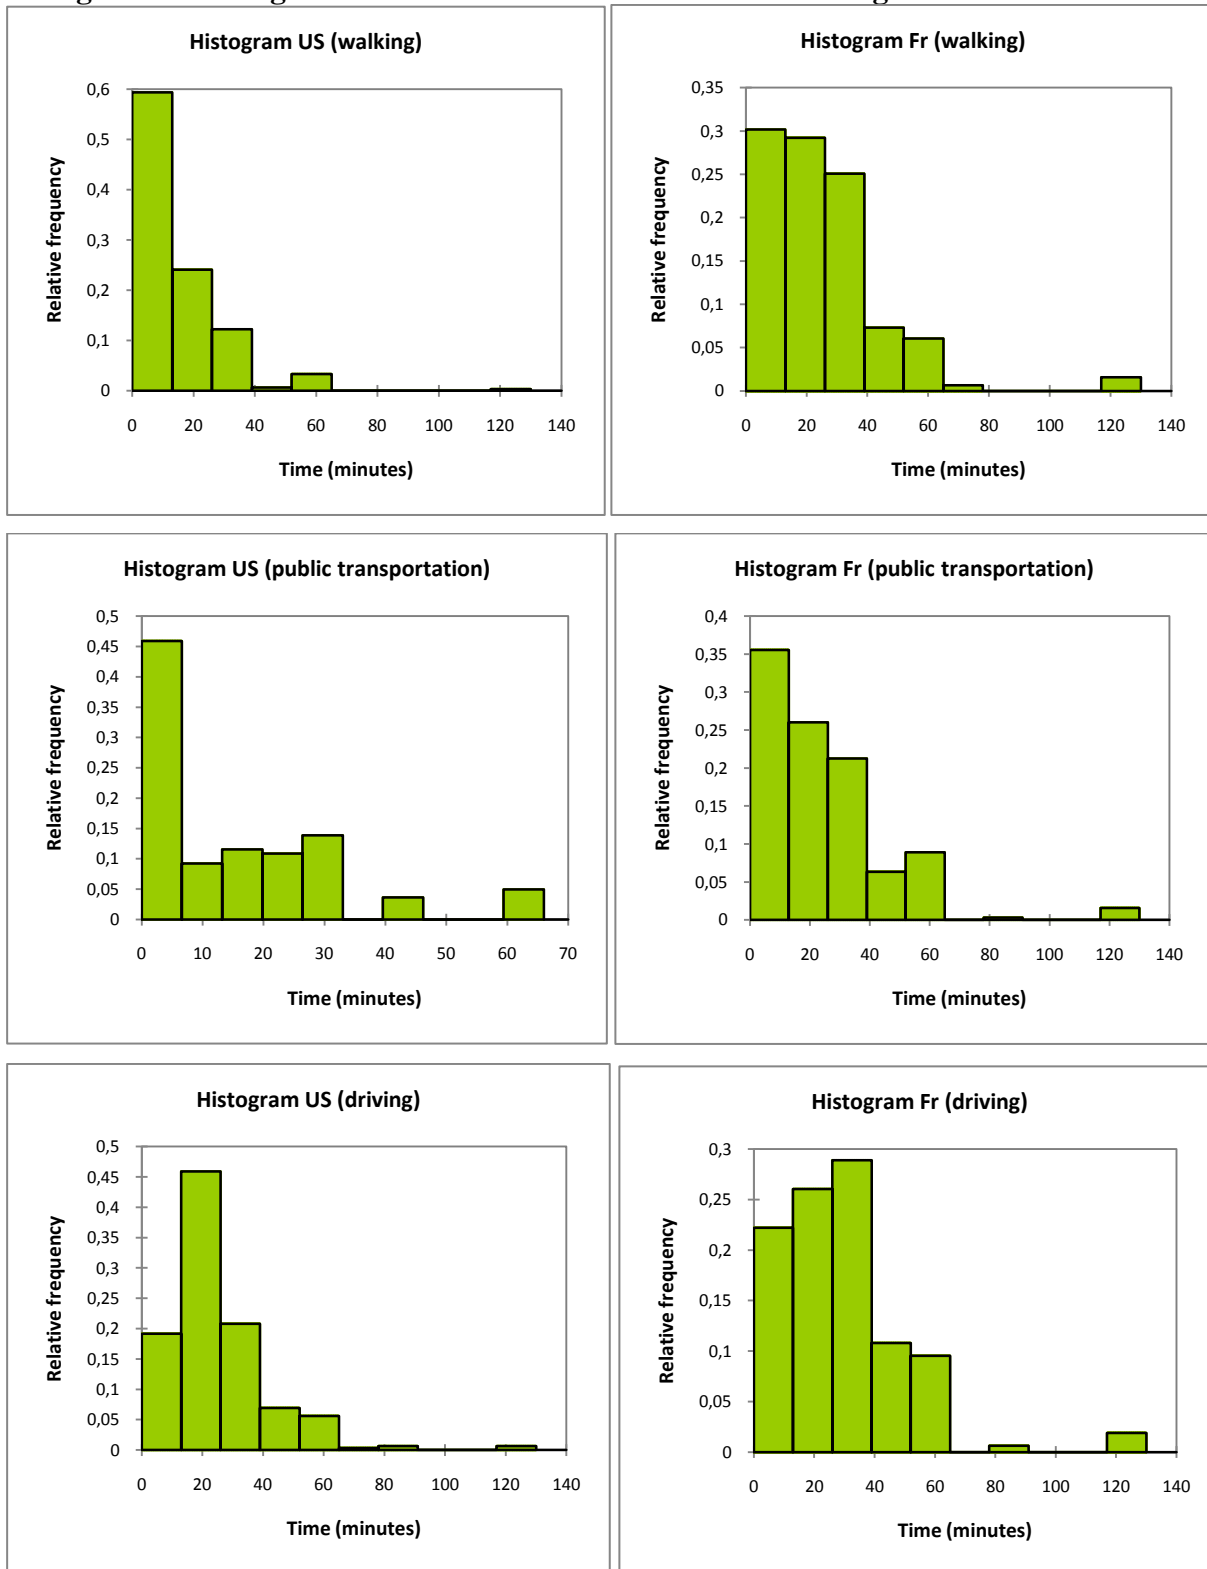 Histogram US (walking)
0,6
0,5
0,4
0,3
0,2
0,1
0
Relative frequency
0 20 40 60 80 100 120 140
Time (minutes)
Histogram Fr (walking)
0,35
0,3
0,25
0,2
0,15
0,1
0,05
0
Relative frequency
0 20 40 60 80 100 120 140
Time (minutes)
Histogram US (public transportation)
0,5
0,45
0,4
0,35
0,3
0,25
0,2
0,15
0,1
0,05
0
Relative frequency
0 10 20 30 40 50 60 70
Time (minutes)
Histogram Fr (public transportation)
0,4
0,35
0,3
0,25
0,2
0,15
0,1
0,05
0
Relative frequency
0 20 40 60 80 100 120 140
Time (minutes)
Histogram US (driving)
0,5
0,45
0,4
0,35
0,3
0,25
0,2
0,15
0,1
0,05
0
Relative frequency
0 20 40 60 80 100 120 140
Time (minutes)
Histogram Fr (driving)
0,3
0,25
0,2
0,15
0,1
0,05
0
Relative frequency
0 20 40 60 80 100 120 140
Time (minutes)